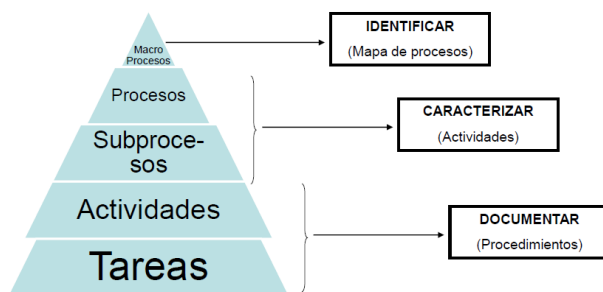 Macro
Procesos
IDENTIFICAR
(Mapa de procesos)
Procesos
Subproce-
sos
CARACTERIZAR
(Actividades)
Actividades
Tareas
DOCUMENTAR
(Procedimientos)